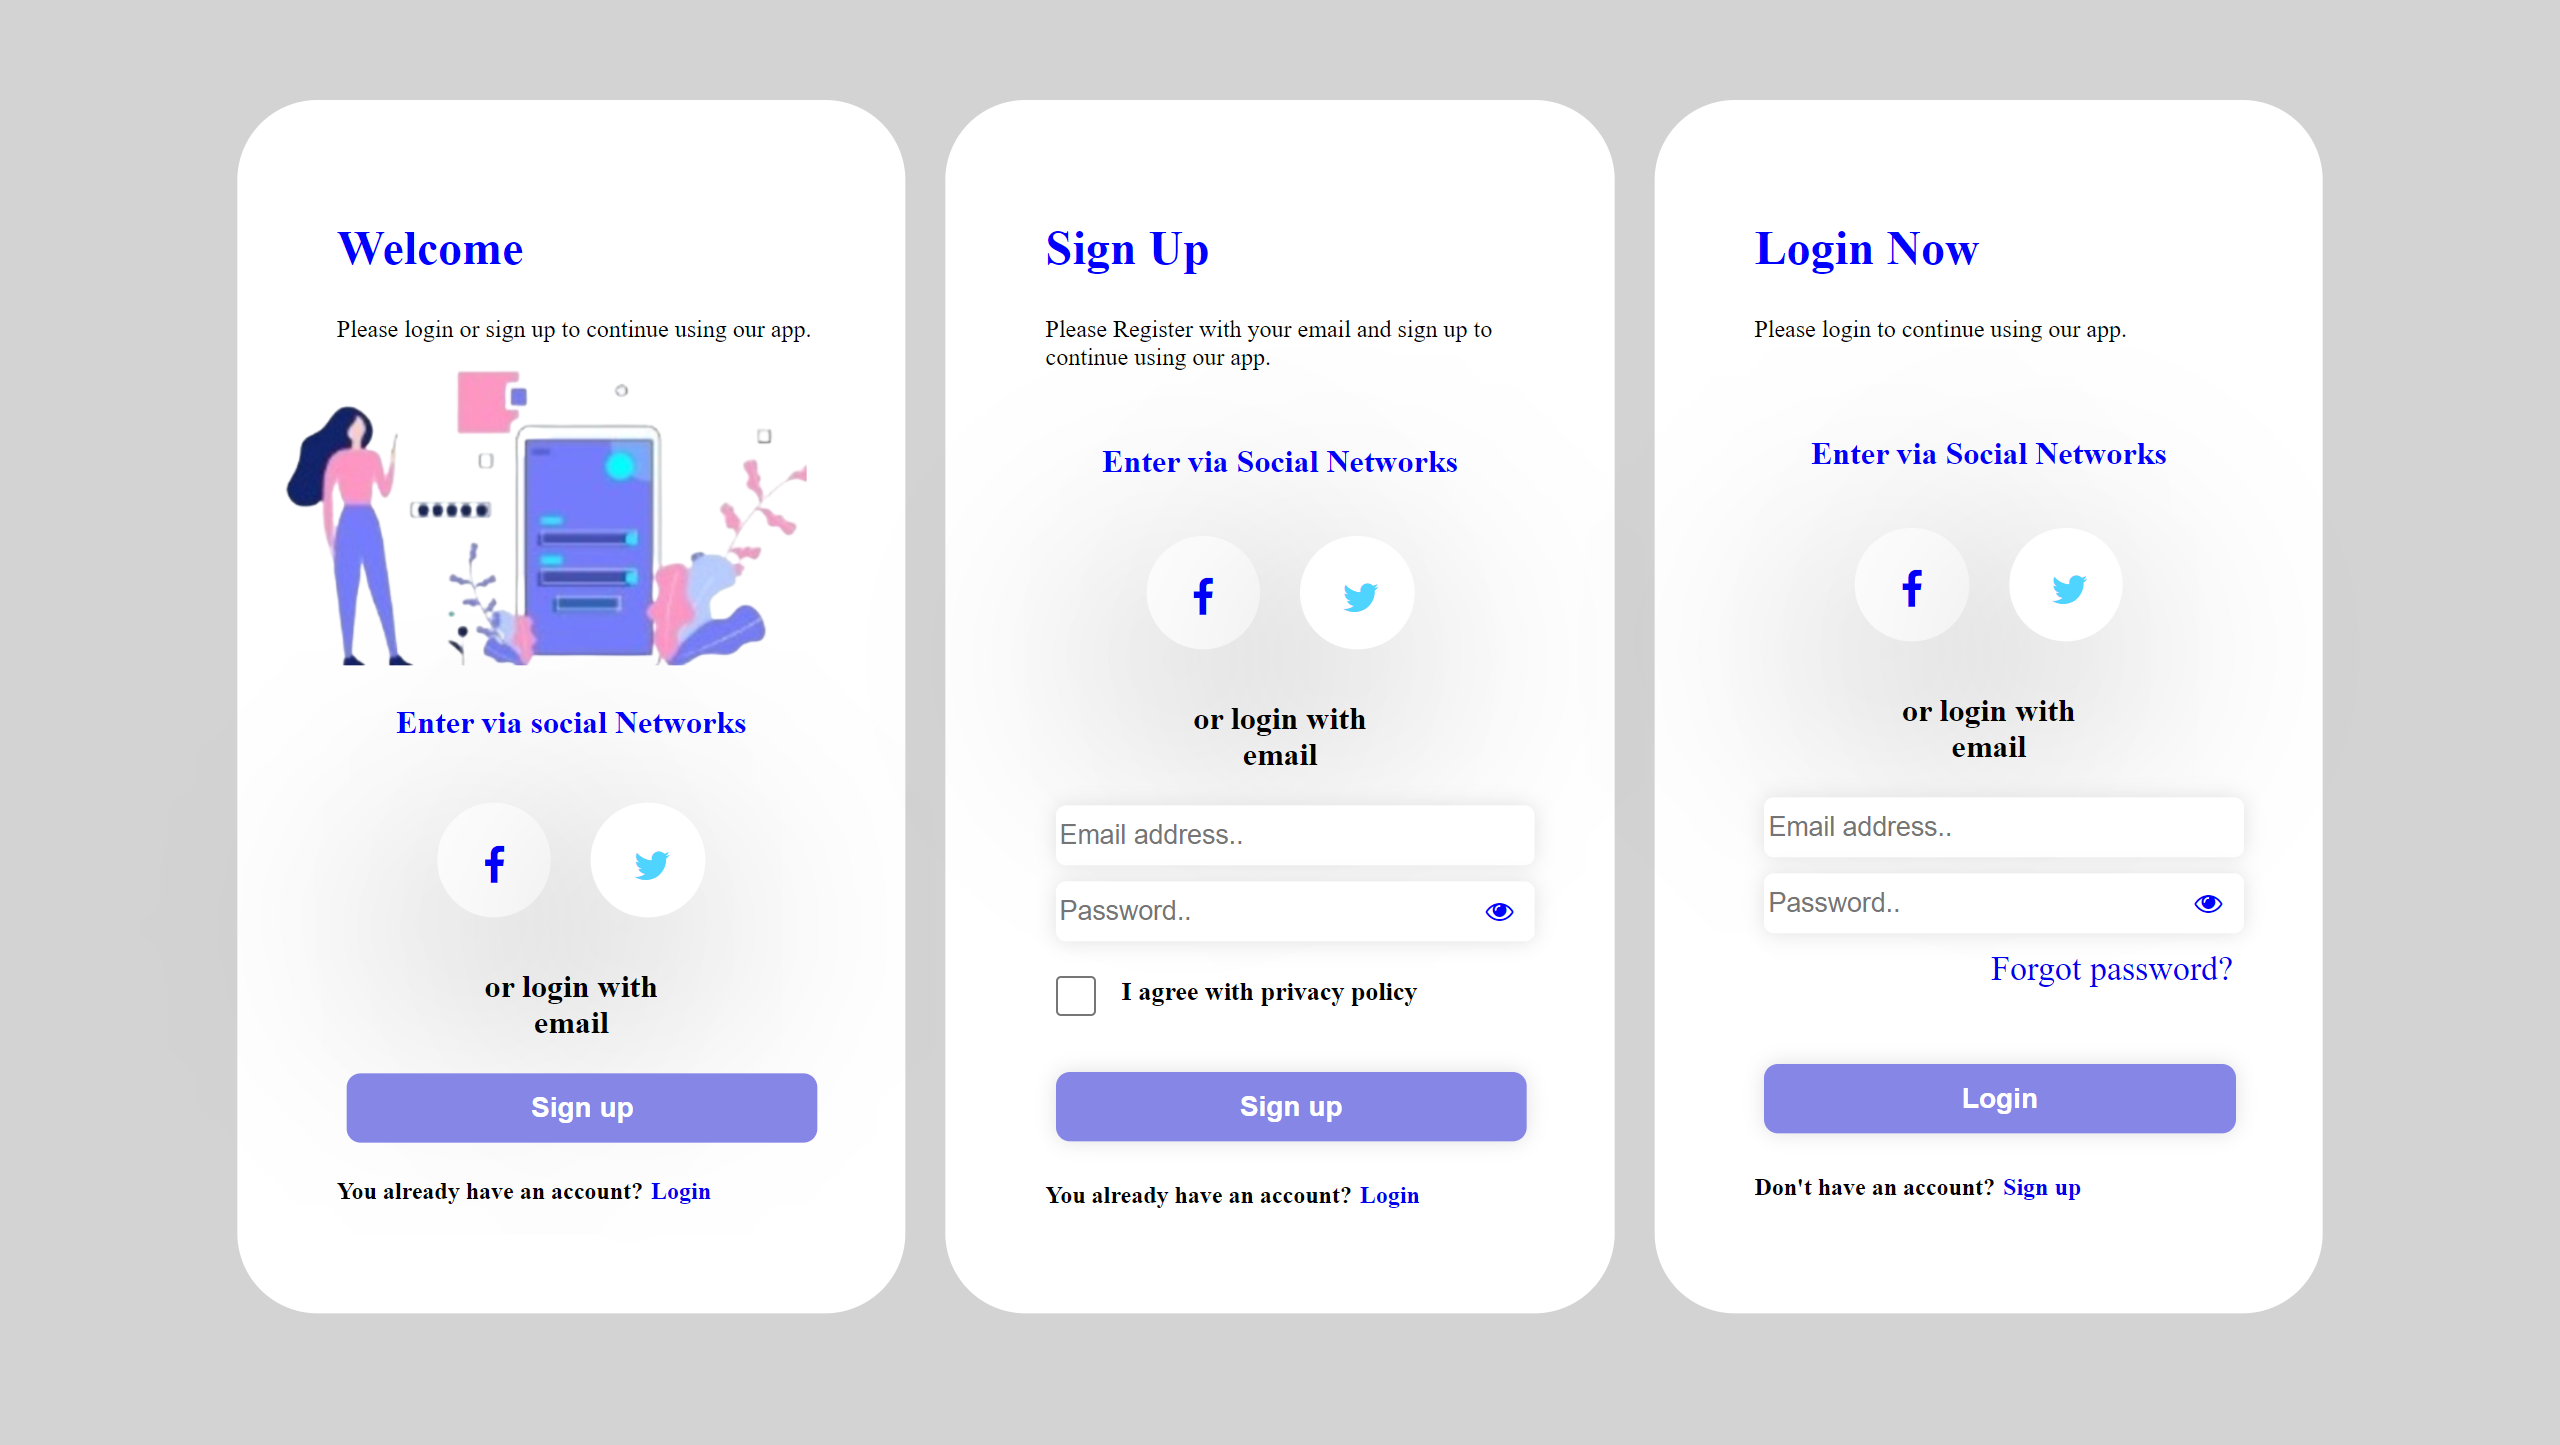 Welcome
Please login or sign up to continue using our app.
Enter via social Networks
or login with
email
Sign up
You already have an account? Login
Sign Up
Please Register with your email and sign up to
continue using our app.
Enter via Social Networks
or login with
email
Email address..
Password..
I agree with privacy policy
Sign up
You already have an account? Login
Login Now
Please login to continue using our app.
Enter via Social Networks
or login with
email
Email address..
Password..
Forgot password?
Login
Don't have an account? Sign up